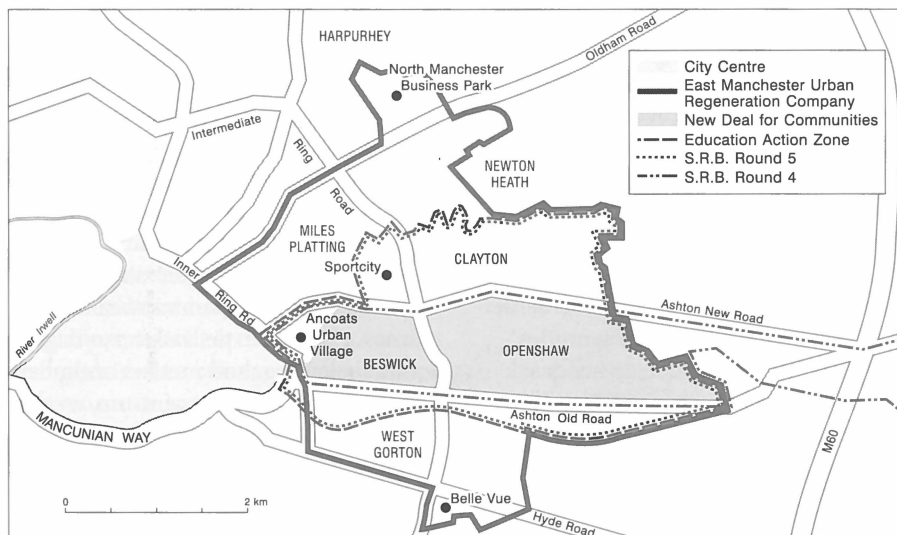 HARPURHEY
North Manchester
Business Park
Oldham Road
City Centre
East Manchester Urban
Regeneration Company
New Deal for Communities
Education Action Zone
S.R.B. Round 5
S.R.B. Round 4
Intermediate
Ring
Road
NEWTON
HEATH
MILES
PLATTING
CLAYTON
Sportcity
Inner
Ring Rd
Ashton New Road
River Irwell
Ancoats
Urban
Village
BESWICK
OPENSHAW
MANCUNIAN WAY
Ashton Old Road
WEST
GORTON
M60
0
2 km
Belle Vue
Hyde Road